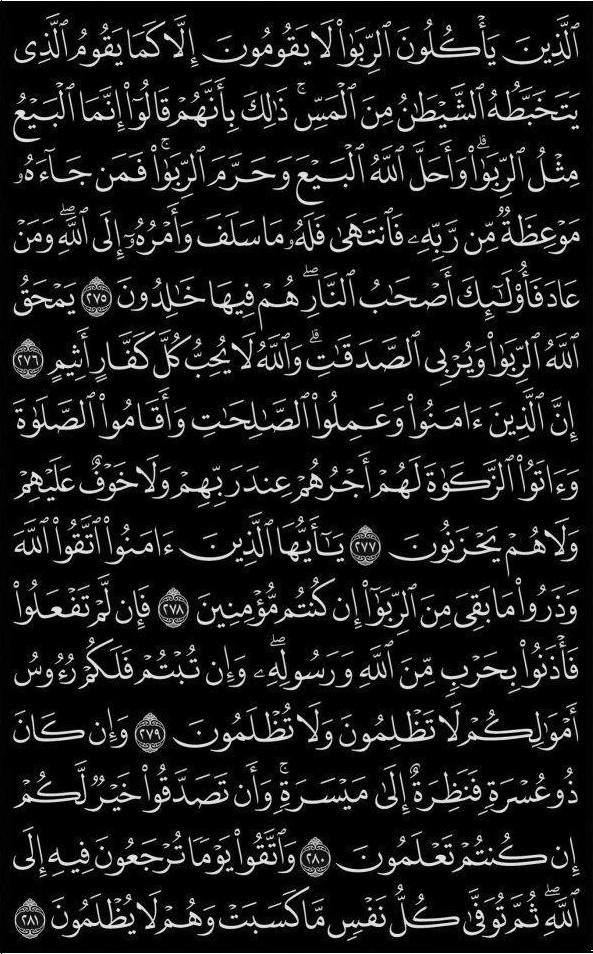 ٱلَّذِينَ يَأۡكُلُونَ ٱلرِّبَوٰاْ لَا يَقُومُونَ إِلَّا كَمَا يَقُومُ ٱلَّذِي
يَتَخَبَّطُهُ ٱلشَّيۡطَٰنُ مِنَ ٱلۡمَسِّۚ ذَٰلِكَ بِأَنَّهُمۡ قَالُوٓاْ إِنَّمَا ٱلۡبَيۡعُ
مِثۡلُ ٱلرِّبَوٰاْۗ وَأَحَلَّ ٱللَّهُ ٱلۡبَيۡعَ وَحَرَّمَ ٱلرِّبَوٰاْۚ فَمَن جَآءَهُۥ
مَوۡعِظَةٞ مِّن رَّبِّهِۦ فَٱنتَهَىٰ فَلَهُۥ مَا سَلَفَ وَأَمۡرُهُۥٓ إِلَى ٱللَّهِۖ وَمَنۡ
عَادَ فَأُوْلَٰٓئِكَ أَصۡحَٰبُ ٱلنَّارِۖ هُمۡ فِيهَا خَٰلِدُونَ ٢٧٥ يَمۡحَقُ
ٱللَّهُ ٱلرِّبَوٰاْ وَيُرۡبِي ٱلصَّدَقَٰتِۗ وَٱللَّهُ لَا يُحِبُّ كُلَّ كَفَّارٍ أَثِيمٍ ٢٧٦
إِنَّ ٱلَّذِينَ ءَامَنُواْ وَعَمِلُواْ ٱلصَّٰلِحَٰتِ وَأَقَامُواْ ٱلصَّلَوٰةَ
وَءَاتَوُاْ ٱلزَّكَوٰةَ لَهُمۡ أَجۡرُهُمۡ عِندَ رَبِّهِمۡ وَلَا خَوۡفٌ عَلَيۡهِمۡ
وَلَا هُمۡ يَحۡزَنُونَ ٢٧٧ يَٰٓأَيُّهَا ٱلَّذِينَ ءَامَنُواْ ٱتَّقُواْ ٱللَّهَ
وَذَرُواْ مَا بَقِيَ مِنَ ٱلرِّبَوٰٓاْ إِن كُنتُم مُّؤۡمِنِينَ ٢٧٨ فَإِن لَّمۡ تَفۡعَلُواْ
فَأۡذَنُواْ بِحَرۡبٖ مِّنَ ٱللَّهِ وَرَسُولِهِۦۖ وَإِن تُبۡتُمۡ فَلَكُمۡ رُءُوسُ
أَمۡوَٰلِكُمۡ لَا تَظۡلِمُونَ وَلَا تُظۡلَمُونَ ٢٧٩ وَإِن كَانَ
ذُو عُسۡرَةٖ فَنَظِرَةٌ إِلَىٰ مَيۡسَرَةٖۚ وَأَن تَصَدَّقُواْ خَيۡرٞ لَّكُمۡ
إِن كُنتُمۡ تَعۡلَمُونَ ٢٨٠ وَٱتَّقُواْ يَوۡمٗا تُرۡجَعُونَ فِيهِ إِلَى
ٱللَّهِۖ ثُمَّ تُوَفَّىٰ كُلُّ نَفۡسٖ مَّا كَسَبَتۡ وَهُمۡ لَا يُظۡلَمُونَ ٢٨١